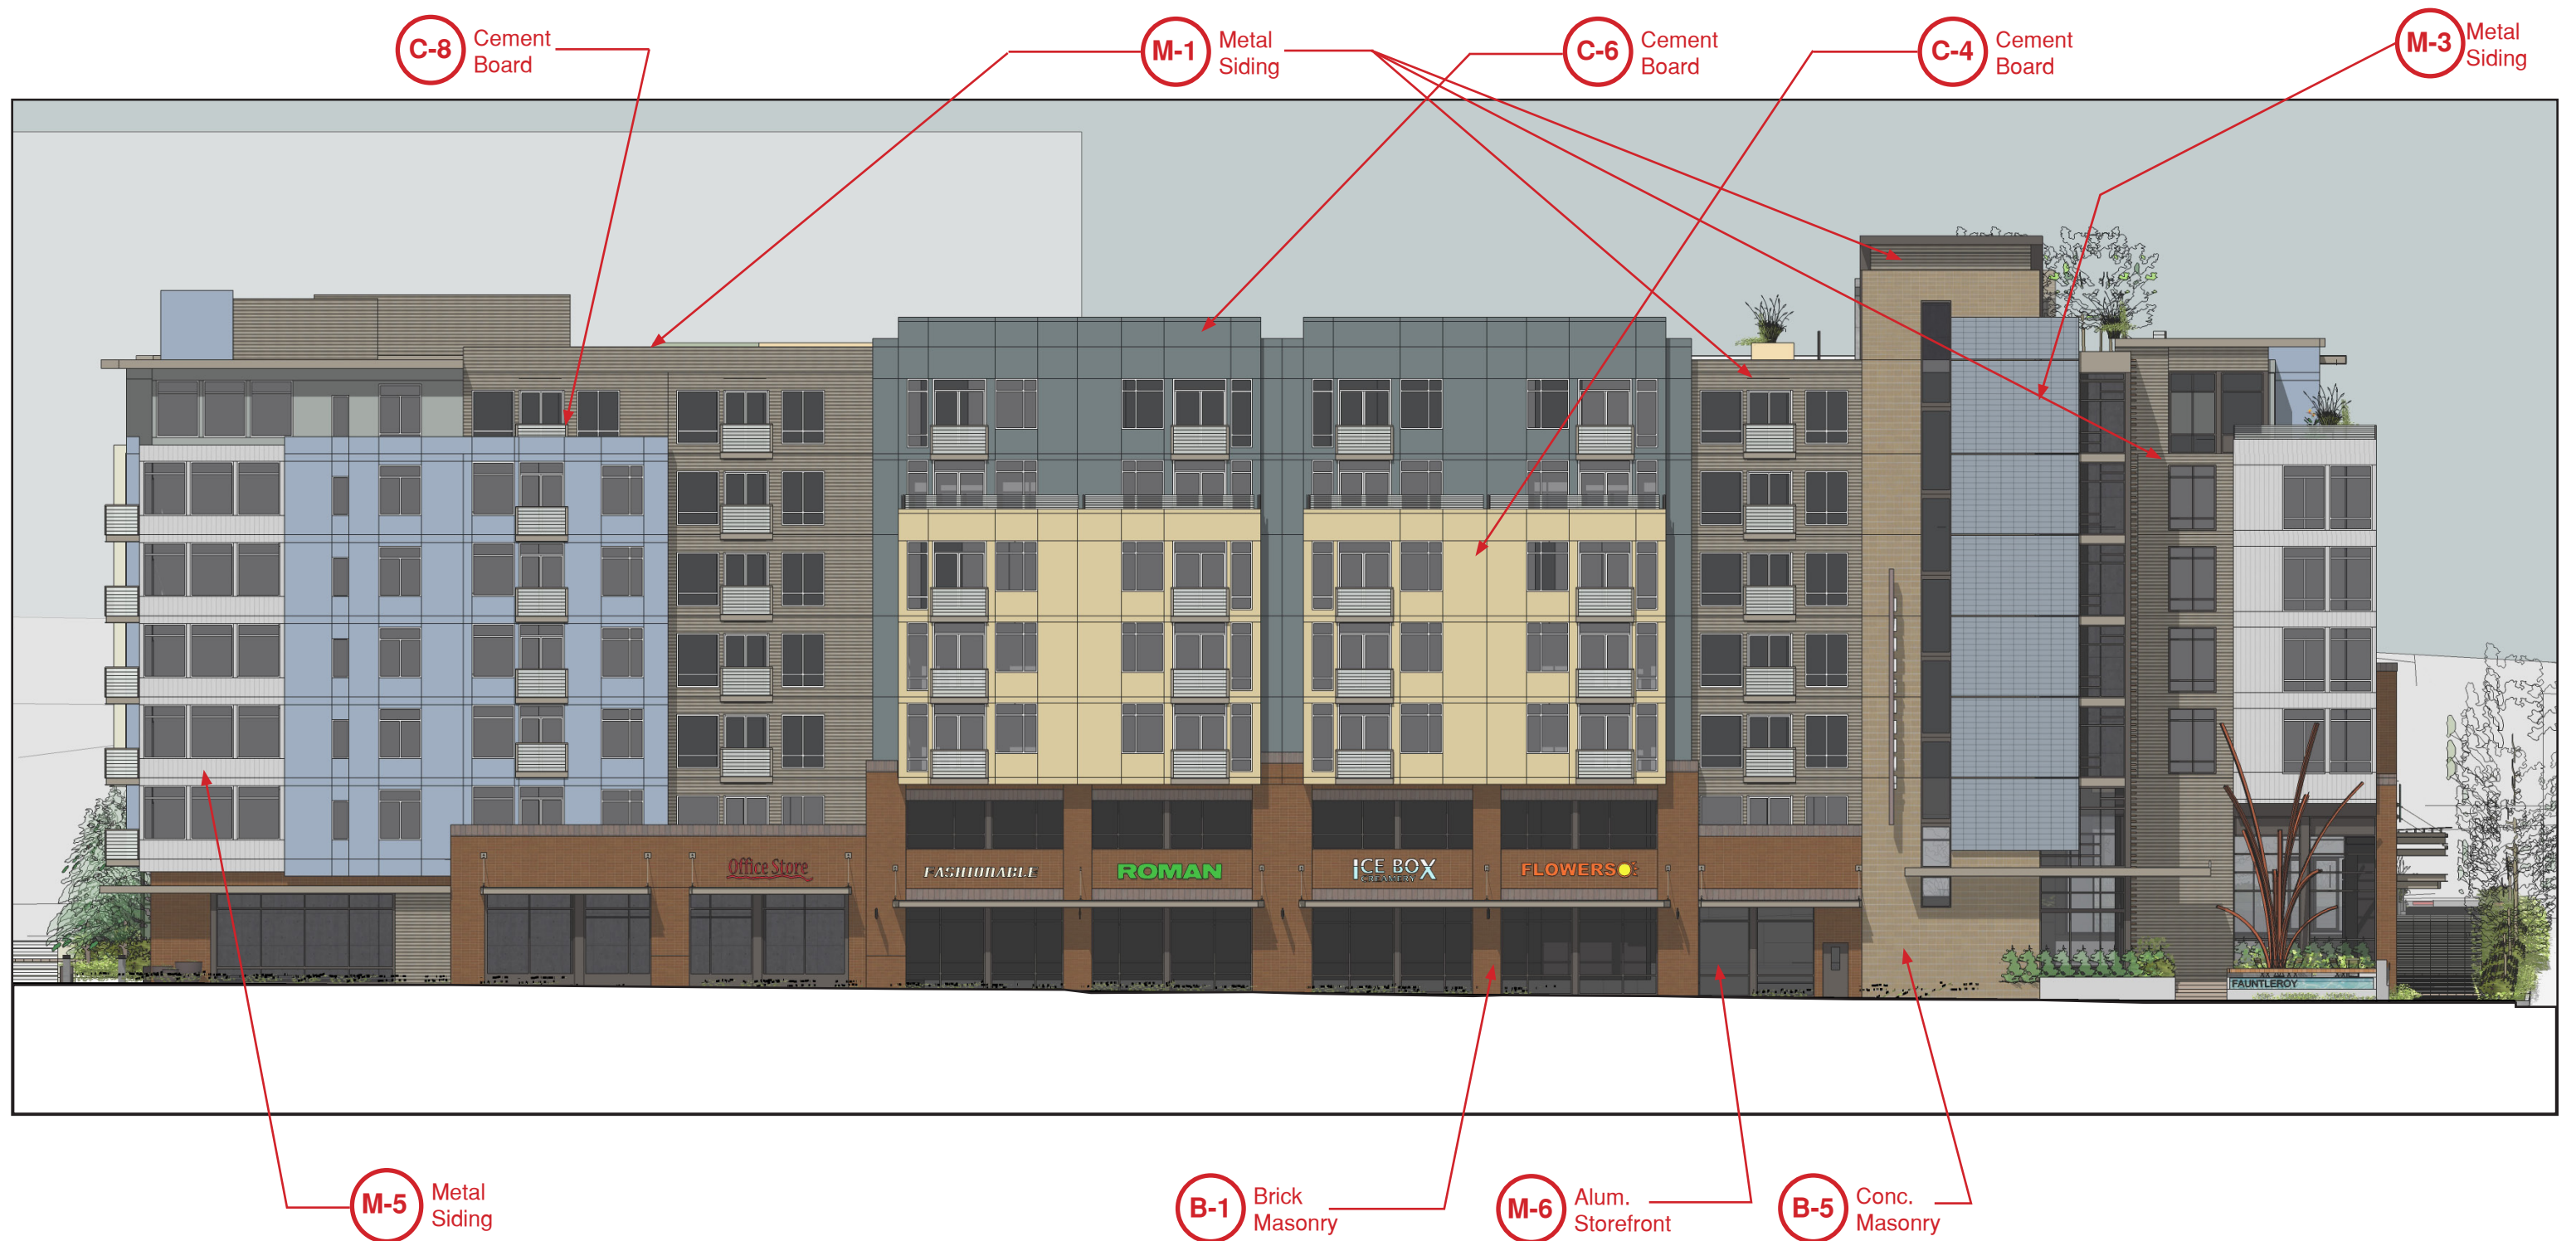 C-8 Cement
Board
M-1 Metal
Siding
C-6 Cement
Board
C-4 Cement
Board
M-3 Metal
Siding
Office Store
FASHIONABLE
ROMAN
ICE BOX
CREAMERY
FLOWERS
FAUNTLEROY
M-5 Metal
Siding
B-1 Brick
Masonry
M-6 Alum.
Storefront
B-5 Conc.
Masonry